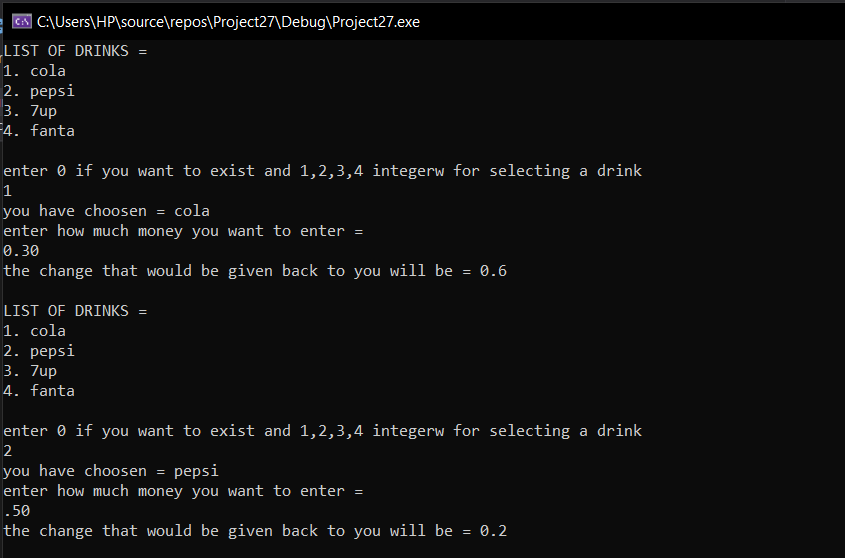 C:\Users\HP\source\repos\Project27\Debug\Project27.exe
LIST OF DRINKS =
1. cola
2. pepsi
3. 7up
4. fanta
enter 0 if you want to exist and 1,2,3,4 integerw for selecting a drink
1
you have choosen = cola
enter how much money you want to enter =
0.30
the change that would be given back to you will be = 0.6
LIST OF DRINKS =
1. cola
2. pepsi
3. 7up
4. fanta
enter 0 if you want to exist and 1,2,3,4 integerw for selecting a drink
2
you have choosen = pepsi
enter how much money you want to enter =
.50
the change that would be given back to you will be = 0.2